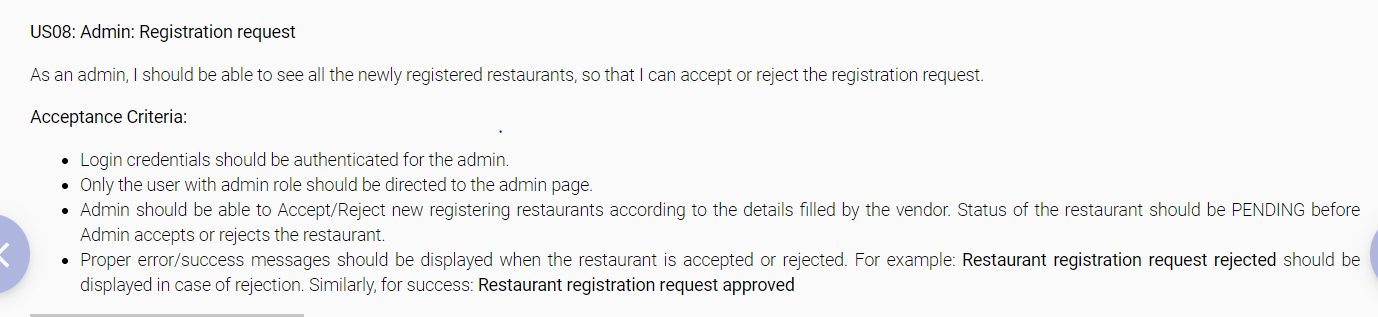 US08: Admin: Registration request
As an admin, I should be able to see all the newly registered restaurants, so that I can accept or reject the registration request.
Acceptance Criteria:
• Login credentials should be authenticated for the admin.
• Only the user with admin role should be directed to the admin page.
• Admin should be able to Accept/Reject new registering restaurants according to the details filled by the vendor. Status of the restaurant should be PENDING before
Admin accepts or rejects the restaurant.
• Proper error/success messages should be displayed when the restaurant is accepted or rejected. For example: Restaurant registration request rejected should be
displayed in case of rejection. Similarly, for success: Restaurant registration request approved